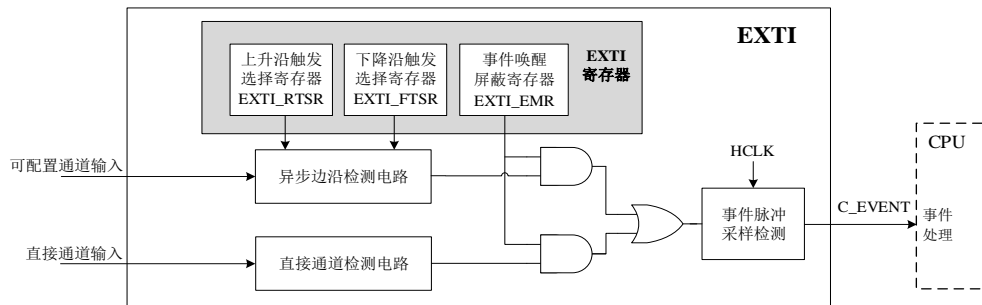 EXTI
上升沿触发
选择寄存器
EXTI_RTSR
下降沿触发
选择寄存器
EXTI_FTSR
事件唤醒
屏蔽寄存器
EXTI_EMR
EXTI
寄存器
可配置通道输入
异步边沿检测电路
HCLK
事件脉冲
采样检测
C_EVENT
CPU
事件
处理
直接通道输入
直接通道检测电路